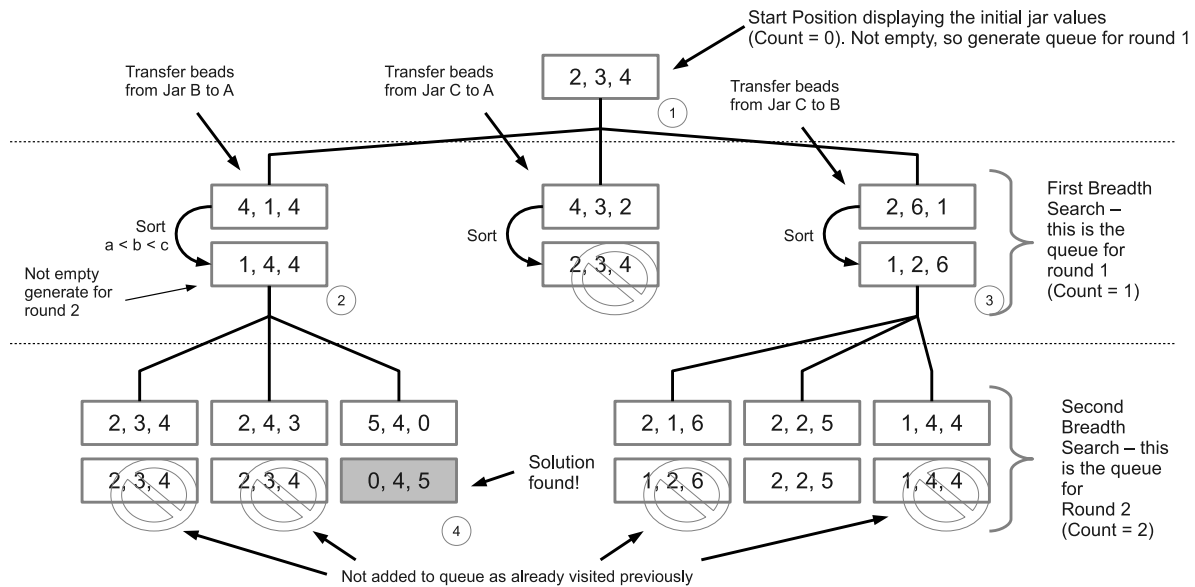 Start Position displaying the initial jar values
(Count = 0). Not empty, so generate queue for round 1
Transfer beads
from Jar B to A
Transfer beads
from Jar C to A
Transfer beads
from Jar C to B
2, 3, 4
1
4, 1, 4
4, 3, 2
2, 6, 1
Sort
a < b < c
Sort
Sort
1, 4, 4
2, 3, 4
1, 2, 6
2
3
Not empty
generate for
round 2
First Breadth
Search –
this is the
queue for
round 1
(Count = 1)
2, 3, 4
2, 4, 3
5, 4, 0
2, 1, 6
2, 2, 5
1, 4, 4
2, 3, 4
2, 3, 4
0, 4, 5
Solution
found!
1, 2, 6
2, 2, 5
1, 4, 4
4
Second
Breadth
Search – this
is the queue
for
Round 2
(Count = 2)
Not added to queue as already visited previously